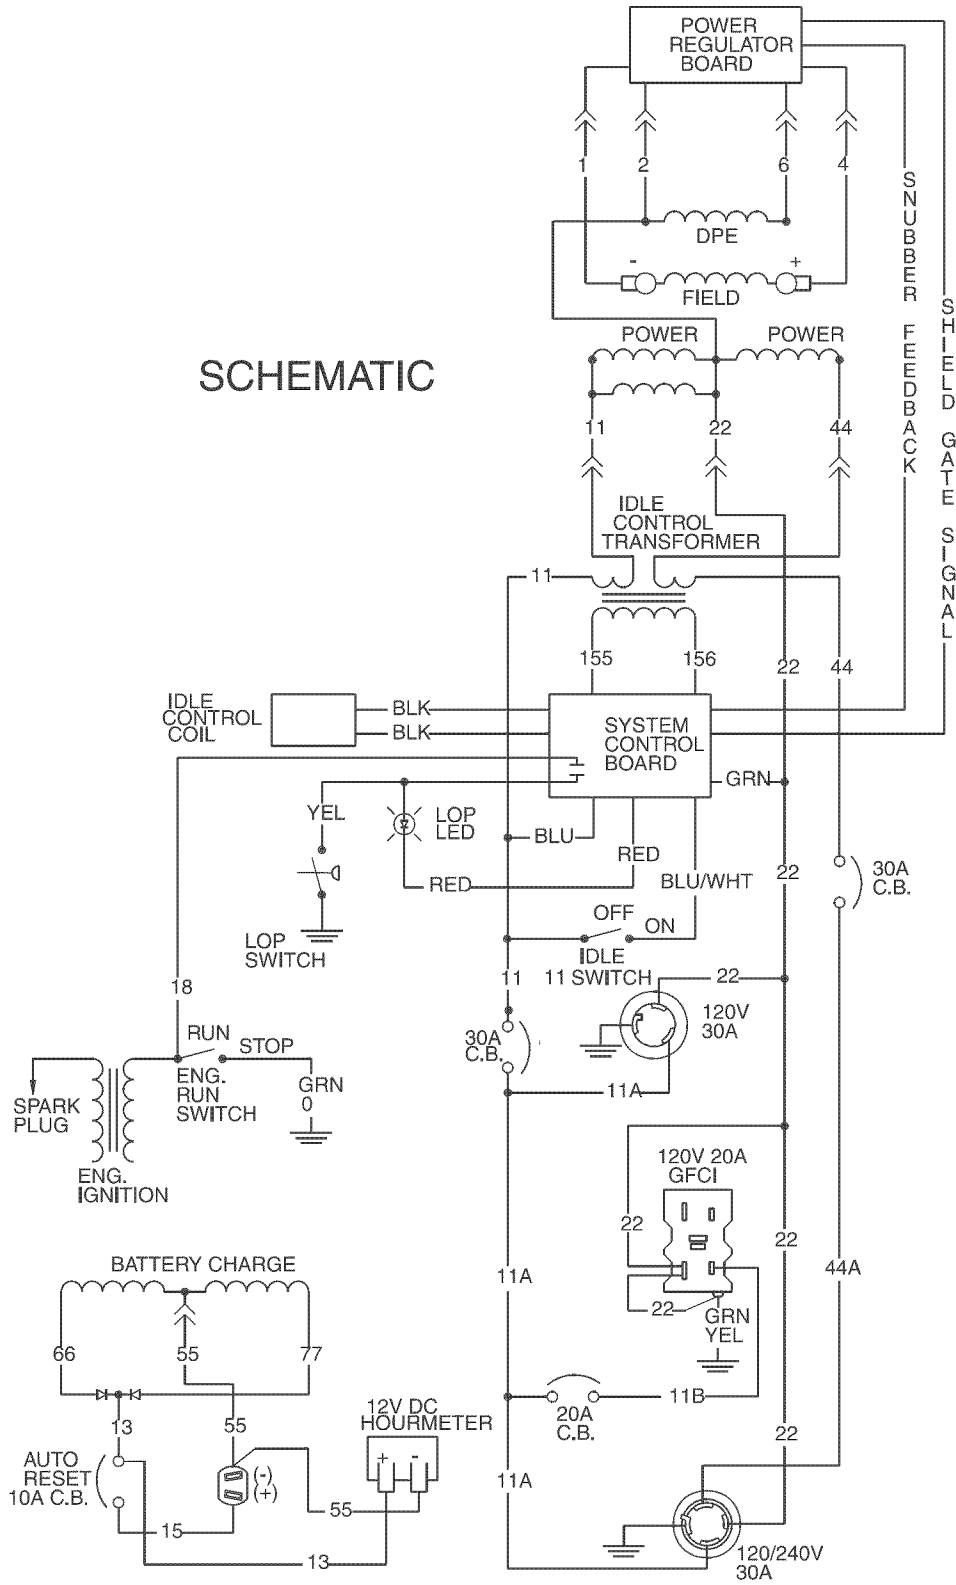 POWER
REGULATOR
BOARD
1
2
6
4
DPE
-
+
FIELD
SNUBBER FEEDBACK
SHIELD GATE SIGNAL
POWER
POWER
SCHEMATIC
11
22
44
IDLE
CONTROL
TRANSFORMER
11
155
156
22
44
IDLE
CONTROL
COIL
BLK
BLK
SYSTEM
CONTROL
BOARD
GRN
YEL
LOP
LED
BLU
RED
RED
BLU/WHT
22
30A
C.B.
LOP
SWITCH
OFF
ON
IDLE
SWITCH
11
11
22
18
120V
30A
30A
C.B.
RUN
STOP
ENG.
RUN
SWITCH
GRN
0
11A
SPARK
PLUG
ENG.
IGNITION
120V 20A
GFCI
22
22
BATTERY CHARGE
11A
44A
22
GRN
YEL
66
55
77
11B
20A
C.B.
13
55
12V DC
HOURMETER
22
AUTO
RESET
10A C.B.
+
-
(-)
(+)
11A
55
15
13
120/240V
30A